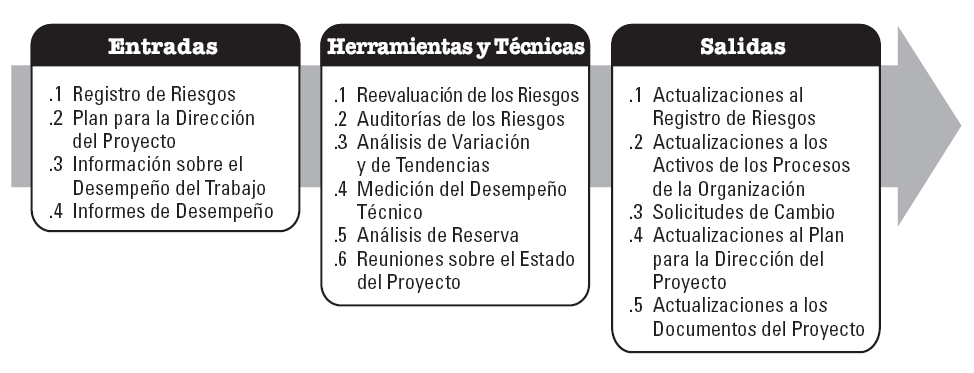 Entradas
.1 Registro de Riesgos
.2 Plan para la Dirección
del Proyecto
.3 Información sobre el
Desempeño del Trabajo
.4 Informes de Desempeño
Herramientas y Técnicas
.1 Reevaluación de los Riesgos
.2 Auditorías de los Riesgos
.3 Análisis de Variación
y de Tendencias
.4 Medición del Desempeño
Técnico
.5 Análisis de Reserva
.6 Reuniones sobre el Estado
del Proyecto
Salidas
.1 Actualizaciones al
Registro de Riesgos
.2 Actualizaciones a los
Activos de los Procesos
de la Organización
.3 Solicitudes de Cambio
.4 Actualizaciones al Plan
para la Dirección del
Proyecto
.5 Actualizaciones a los
Documentos del Proyecto